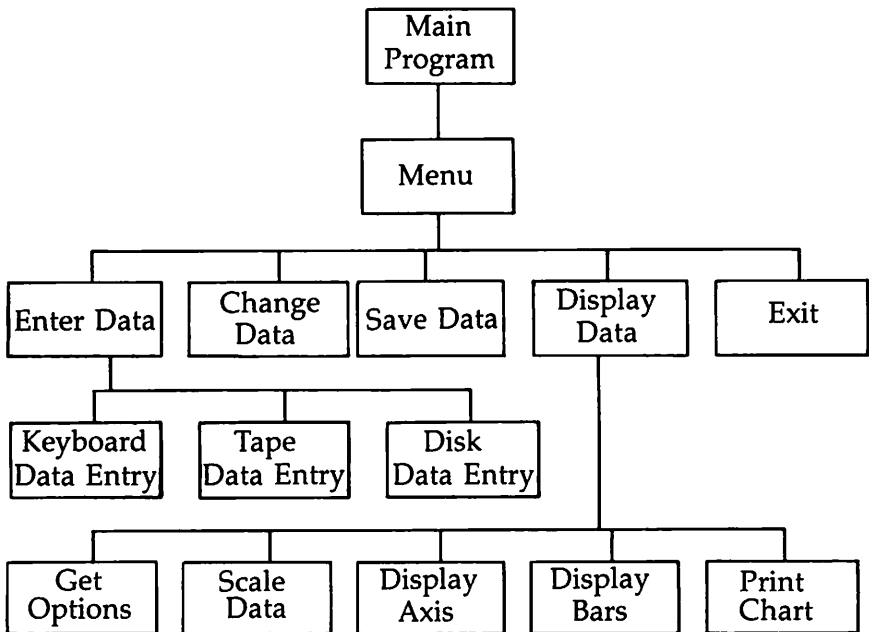 Main
Program
Menu
Enter Data
Change
Data
Save Data
Display
Data
Exit
Keyboard
Data Entry
Tape
Data Entry
Disk
Data Entry
Get
Options
Scale
Data
Display
Axis
Display
Bars
Print
Chart